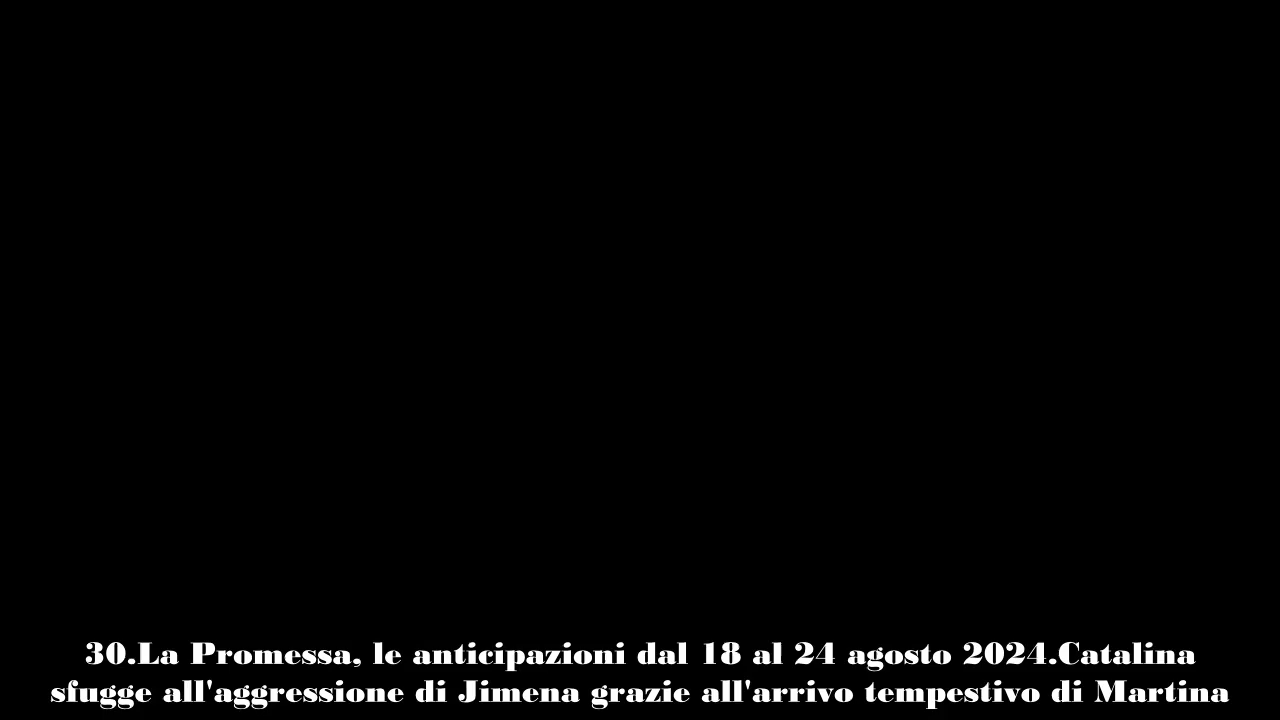 30.La Promessa, le anticipazioni dal 18 al 24 agosto 2024.Catalina
sfugge all'aggressione di Jimena grazie all'arrivo tempestivo di Martina